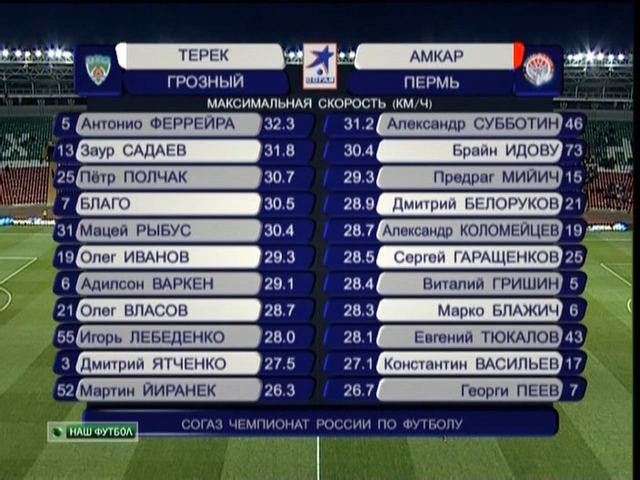 ТЕРЕК СОГАЗ АМКАР
ГРОЗНЫЙ ПЕРМЬ
МАКСИМАЛЬНАЯ СКОРОСТЬ (КМ/Ч)
5 Антонио ФЕРРЕЙРА 32.3 31.2 Александр СУББОТИН 46
13 Заур САДАЕВ 31.8 30.4 Брайн ИДОВУ 73
25 Пётр ПОЛЧАК 30.7 29.3 Предраг МИЙИЧ 15
7 БЛАГО 30.5 28.9 Дмитрий БЕЛОРУКОВ 21
31 Мацей РЫБУС 30.4 28.7 Александр КОЛОМЕЙЦЕВ 19
19 Олег ИВАНОВ 29.3 28.5 Сергей ГАРАЩЕНКОВ 25
6 Адилсон ВАРКЕН 29.1 28.4 Виталий ГРИШИН 5
21 Олег ВЛАСОВ 28.7 28.3 Марко БЛАЖИЧ 6
55 Игорь ЛЕБЕДЕНКО 28.0 28.1 Евгений ТЮКАЛОВ 43
3 Дмитрий ЯТЧЕНКО 27.5 27.1 Константин ВАСИЛЬЕВ 17
52 Мартин ЙИРАНЕК 26.3 26.7 Георги ПЕЕВ 7
СОГАЗ ЧЕМПИОНАТ РОССИИ ПО ФУТБОЛУ
НАШ ФУТБОЛ